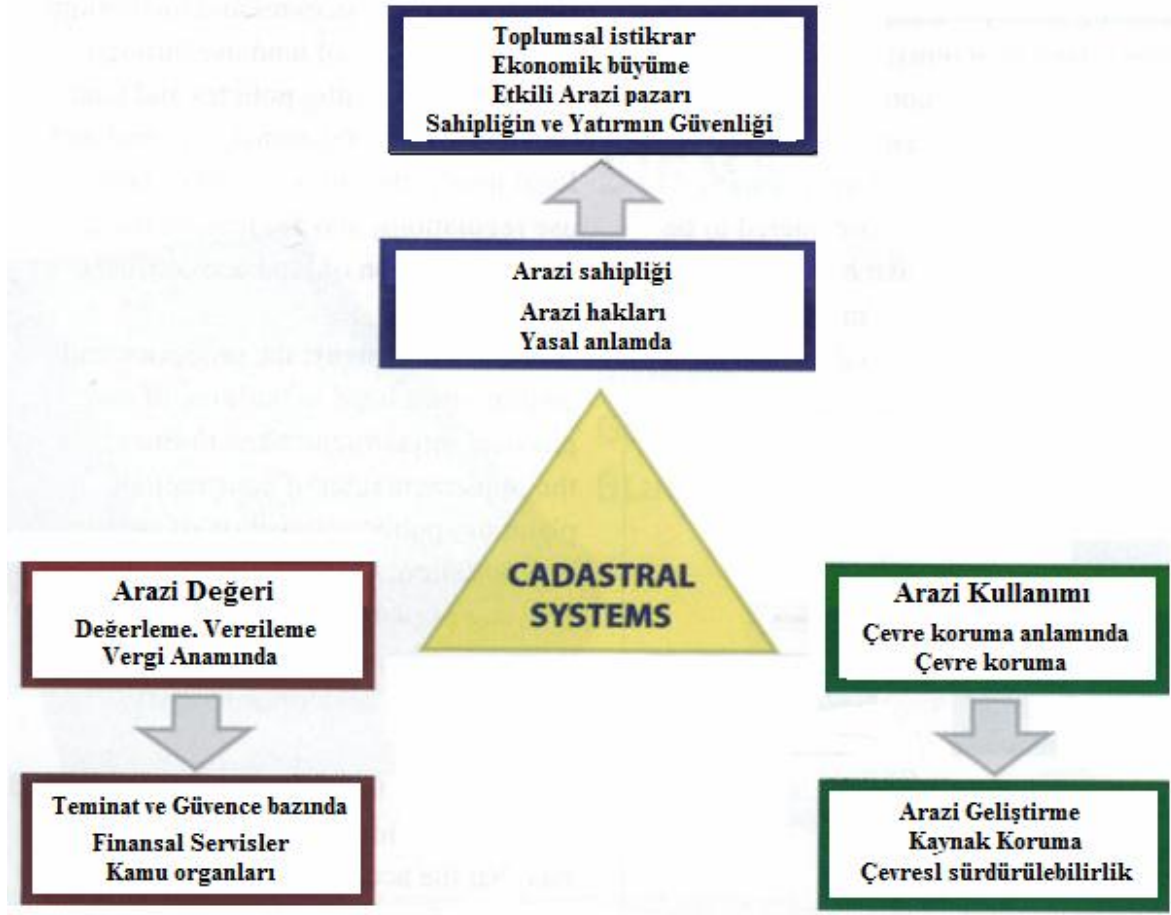 Toplumsal istikrar
Ekonomik büyüme
Etkili Arazi pazarı
Sahipliğin ve Yatırmın Güvenliği
Arazi sahipliği
Arazi hakları
Yasal anlamda
CADASTRAL
SYSTEMS
Arazi Değeri
Değerleme. Vergileme
Vergi Anamında
Teminat ve Güvence bazında
Finansal Servisler
Kamu organları
Arazi Kullanımı
Çevre koruma anlamında
Çevre koruma
Arazi Geliştirme
Kaynak Koruma
Çevresl sürdürülebilirlik